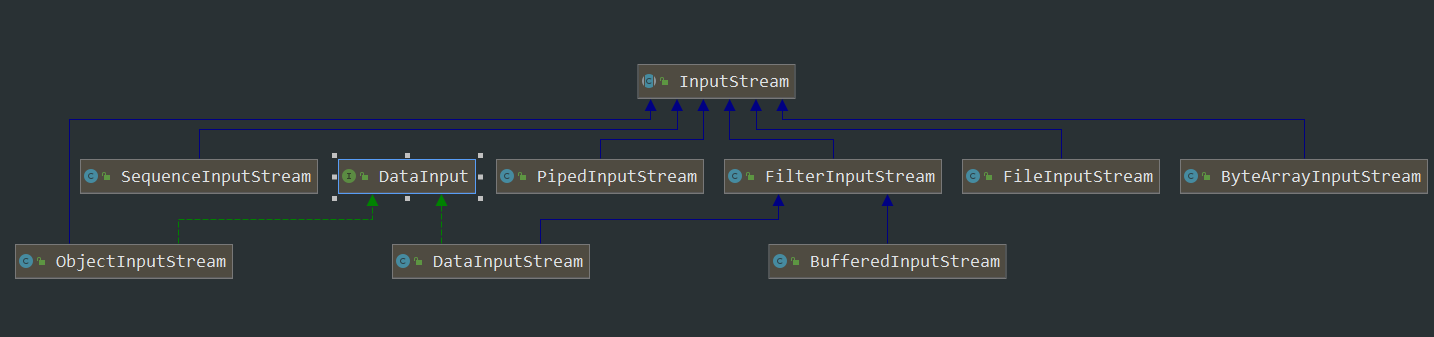 InputStream
SequenceInputStream
DataInput
PipedInputStream
FilterInputStream
FileInputStream
ByteArrayInputStream
ObjectInputStream
DataInputStream
BufferedInputStream